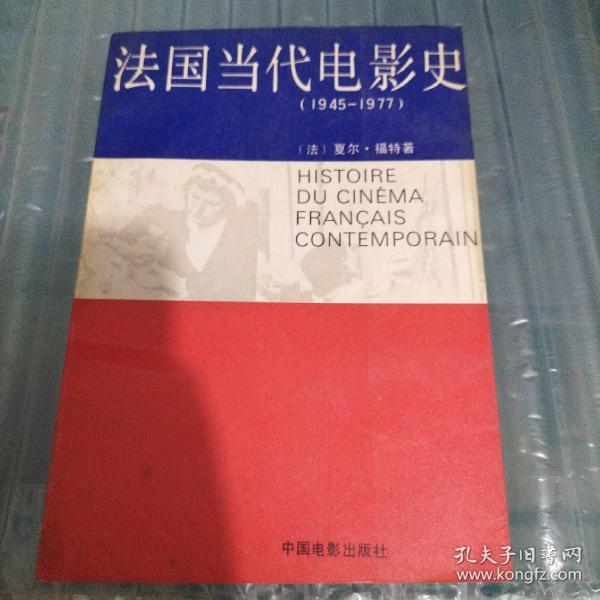 法国当代电影史
(1945-1977)
〔法〕夏尔·福特著
HISTOIRE
DU CINÉMA
FRANÇAIS
CONTEMPORAIN
中国电影出版社
孔夫子旧书网
www.kongfz.com